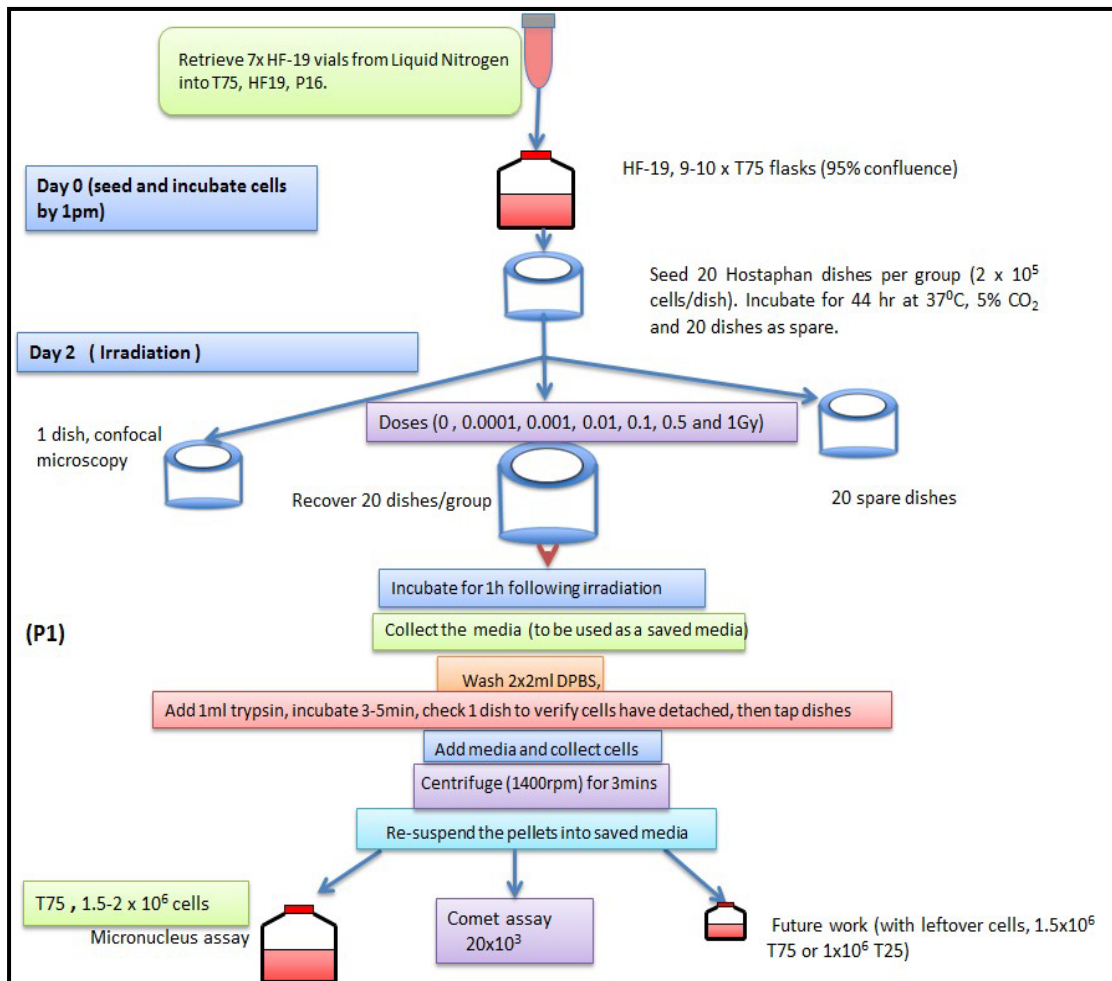 Retrieve 7x HF-19 vials from Liquid Nitrogen
into T75, HF19, P16.
HF-19, 9-10 x T75 flasks (95% confluence)
Day 0 (seed and incubate cells
by 1pm)
Seed 20 Hostaphan dishes per group (2 x 10⁵
cells/dish). Incubate for 44 hr at 37⁰C, 5% CO₂
and 20 dishes as spare.
Day 2 ( Irradiation )
Doses (0 , 0.0001, 0.001, 0.01, 0.1, 0.5 and 1Gy)
1 dish, confocal
microscopy
Recover 20 dishes/group
20 spare dishes
Incubate for 1h following irradiation
Collect the media (to be used as a saved media)
(P1)
Wash 2x2ml DPBS,
Add 1ml trypsin, incubate 3-5min, check 1 dish to verify cells have detached, then tap dishes
Add media and collect cells
Centrifuge (1400rpm) for 3mins
Re-suspend the pellets into saved media
T75 , 1.5-2 x 10⁶ cells
Micronucleus assay
Comet assay
20x10³
Future work (with leftover cells, 1.5x10⁶
T75 or 1x10⁶ T25)